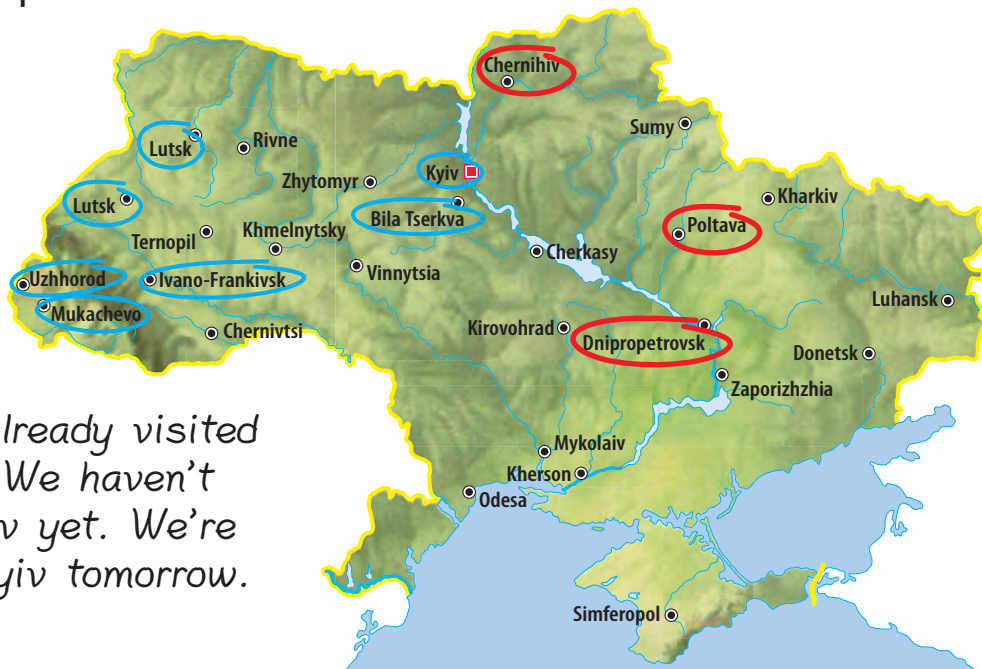 Chernihiv
Sumy
Lutsk
Rivne
Kyiv
Zhytomyr
Kharkiv
Lutsk
Bila Tserkva
Poltava
Ternopil
Khmelnytsky
Cherkasy
Uzhhorod
Ivano-Frankivsk
Vinnytsia
Luhansk
Mukachevo
Chernivtsi
Kirovohrad
Dnipropetrovsk
Donetsk
Zaporizhzhia
lready visited
We haven't
yet. We're
yiv tomorrow.
Mykolaiv
Kherson
Odesa
Simferopol